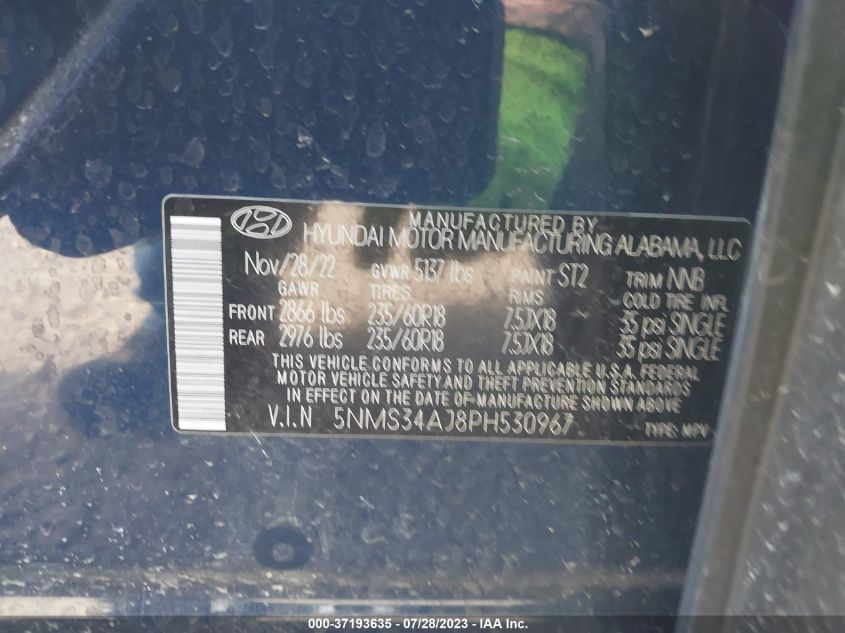 MANUFACTURED BY
HYUNDAI MOTOR MANUFACTURING ALABAMA, LLC
Nov/28/22 GVWR 5137 lbs PAINT ST2 TRIM NNB
GAWR TIRES RIMS COLD TIRE INFL
FRONT 2866 lbs 235/60R18 7.5JX18 35 psi SINGLE
REAR 2976 lbs 235/60R18 7.5JX18 35 psi SINGLE
THIS VEHICLE CONFORMS TO ALL APPLICABLE U.S.A. FEDERAL
MOTOR VEHICLE SAFETY AND THEFT PREVENTION STANDARDS
IN EFFECT ON THE DATE OF MANUFACTURE SHOWN ABOVE.
V.I.N 5NMS34AJ8PH530967 TYPE: MPV
000-37193635 - 07/28/2023 - IAA Inc.